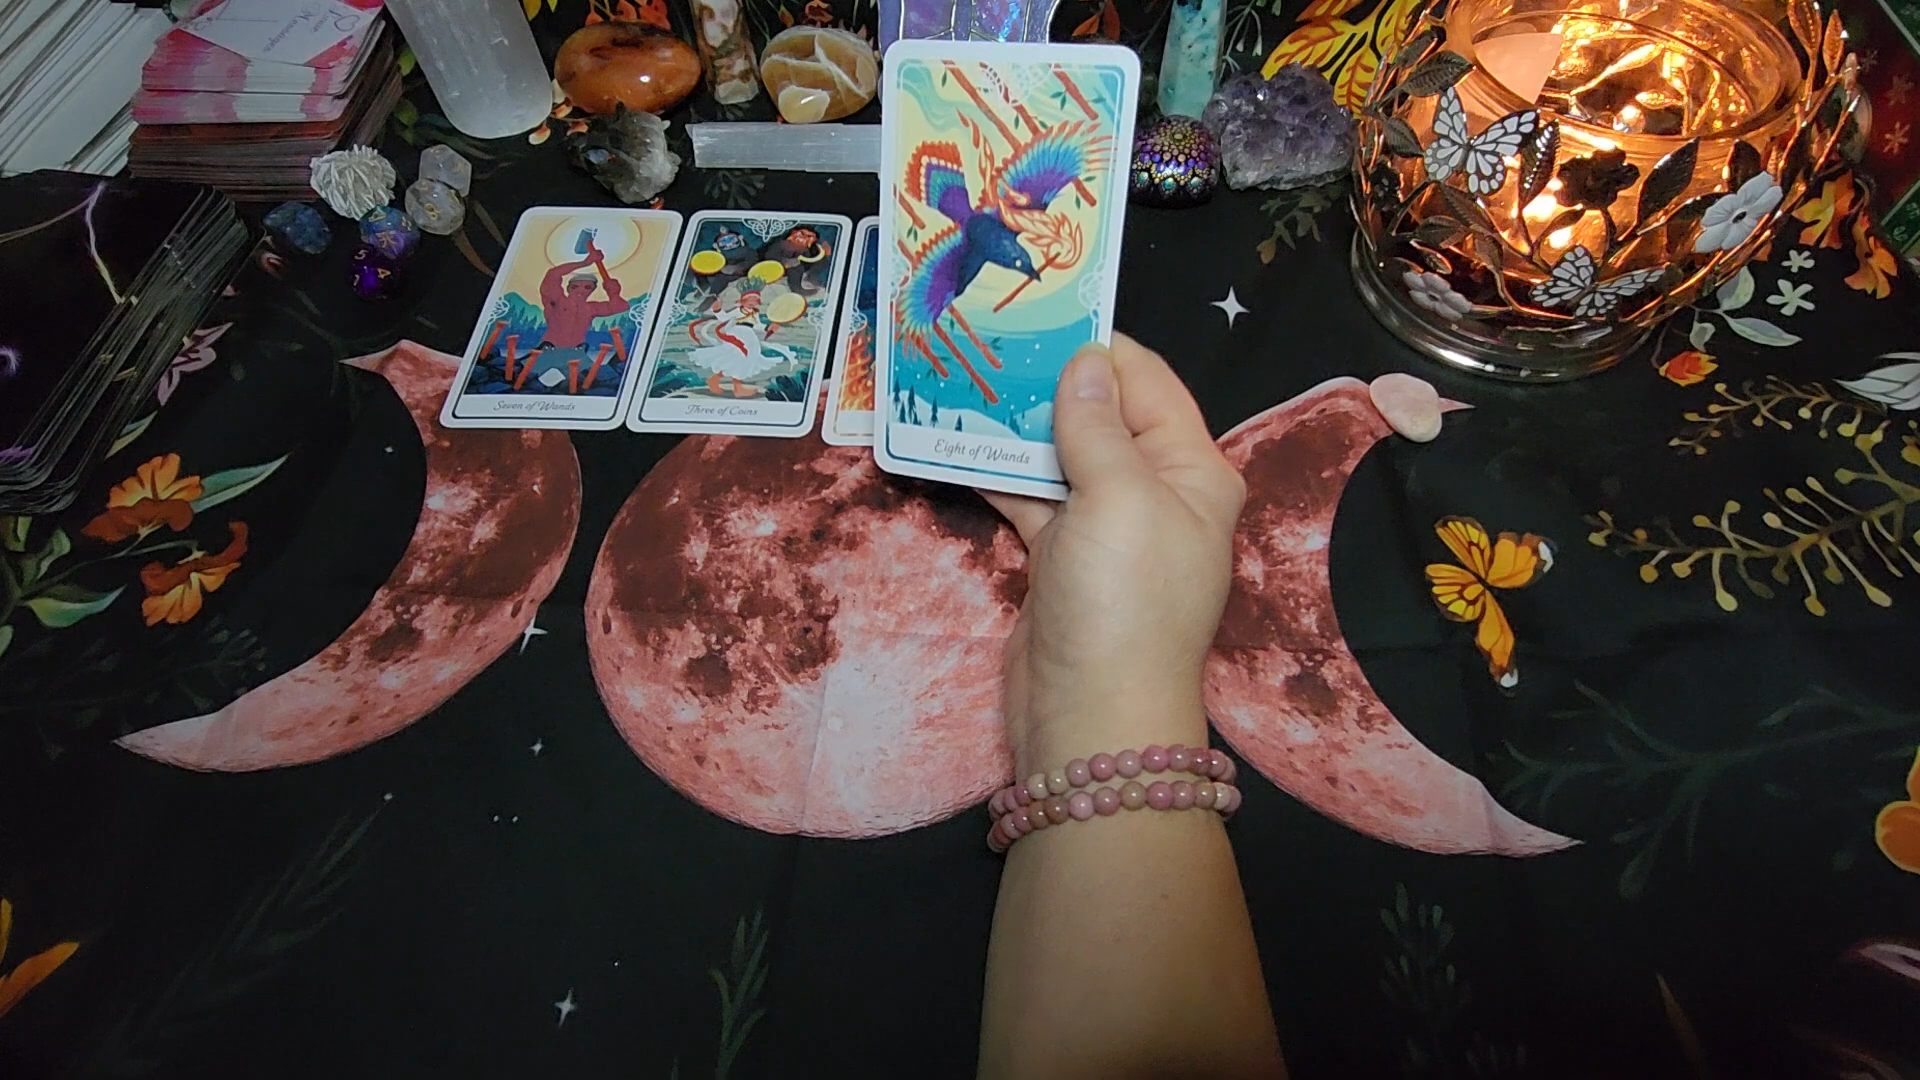 Seven of Wands
Three of Coins
Eight of Wands